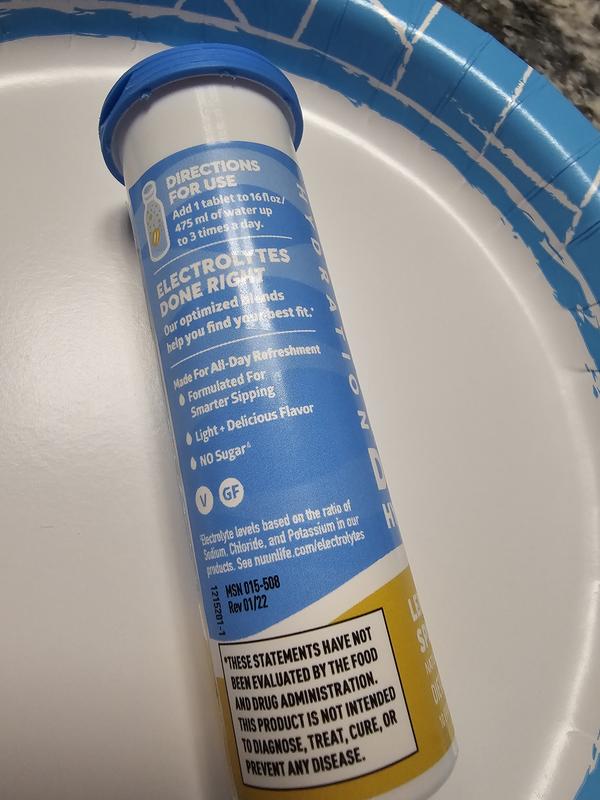 DIRECTIONS
FOR USE
Add 1 tablet to 16 fl oz/
475 ml of water up
to 3 times a day.
ELECTROLYTES
DONE RIGHT
Our optimized blends
help you find your best fit.*
Made For All-Day Refreshment
Formulated For
Smarter Sipping
Light + Delicious Flavor
NO Sugar
V GF
Electrolyte levels based on the ratio of
Sodium, Chloride, and Potassium in our
products. See nuunlife.com/electrolytes
MSN 015-508
Rev 01/22
1215201-1
*THESE STATEMENTS HAVE NOT
BEEN EVALUATED BY THE FOOD
AND DRUG ADMINISTRATION.
THIS PRODUCT IS NOT INTENDED
TO DIAGNOSE, TREAT, CURE, OR
PREVENT ANY DISEASE.
HYDRATION